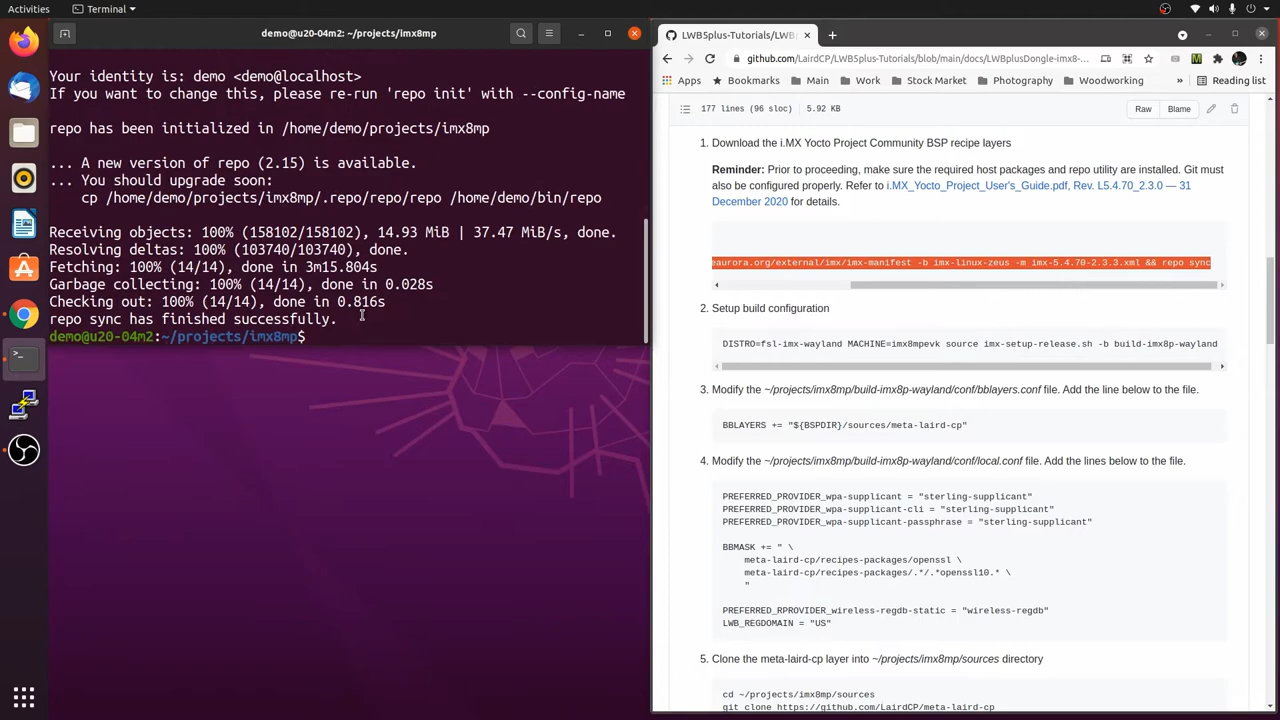 Activities
Terminal
demo@u20-04m2: ~/projects/imx8mp
Your identity is: demo <demo@localhost>
If you want to change this, please re-run 'repo init' with --config-name
repo has been initialized in /home/demo/projects/imx8mp
... A new version of repo (2.15) is available.
... You should upgrade soon:
    cp /home/demo/projects/imx8mp/.repo/repo/repo /home/demo/bin/repo
Receiving objects: 100% (158102/158102), 14.93 MiB | 37.47 MiB/s, done.
Resolving deltas: 100% (103740/103740), done.
Fetching: 100% (14/14), done in 3m15.804s
Garbage collecting: 100% (14/14), done in 0.028s
Checking out: 100% (14/14), done in 0.816s
repo sync has finished successfully.
demo@u20-04m2:~/projects/imx8mp$
LWB5plus-Tutorials/LWB
github.com/LairdCP/LWB5plus-Tutorials/blob/main/docs/LWBplusDongle-imx8-...
Apps Bookmarks Main Work Stock Market Photography Woodworking » Reading list
177 lines (96 sloc) 5.92 KB
Raw Blame
1. Download the i.MX Yocto Project Community BSP recipe layers
Reminder: Prior to proceeding, make sure the required host packages and repo utility are installed. Git must
also be configured properly. Refer to i.MX_Yocto_Project_User's_Guide.pdf, Rev. L5.4.70_2.3.0 — 31
December 2020 for details.
eaurora.org/external/imx/imx-manifest -b imx-linux-zeus -m imx-5.4.70-2.3.3.xml && repo sync
2. Setup build configuration
DISTRO=fsl-imx-wayland MACHINE=imx8mpevk source imx-setup-release.sh -b build-imx8p-wayland
3. Modify the ~/projects/imx8mp/build-imx8p-wayland/conf/bblayers.conf file. Add the line below to the file.
BBLAYERS += "${BSPDIR}/sources/meta-laird-cp"
4. Modify the ~/projects/imx8mp/build-imx8p-wayland/conf/local.conf file. Add the lines below to the file.
PREFERRED_PROVIDER_wpa-supplicant = "sterling-supplicant"
PREFERRED_PROVIDER_wpa-supplicant-cli = "sterling-supplicant"
PREFERRED_PROVIDER_wpa-supplicant-passphrase = "sterling-supplicant"
BBMASK += " \
    meta-laird-cp/recipes-packages/openssl \
    meta-laird-cp/recipes-packages/.*/.*openssl10.* \
    "
PREFERRED_RPROVIDER_wireless-regdb-static = "wireless-regdb"
LWB_REGDOMAIN = "US"
5. Clone the meta-laird-cp layer into ~/projects/imx8mp/sources directory
cd ~/projects/imx8mp/sources
git clone https://github.com/LairdCP/meta-laird-cp